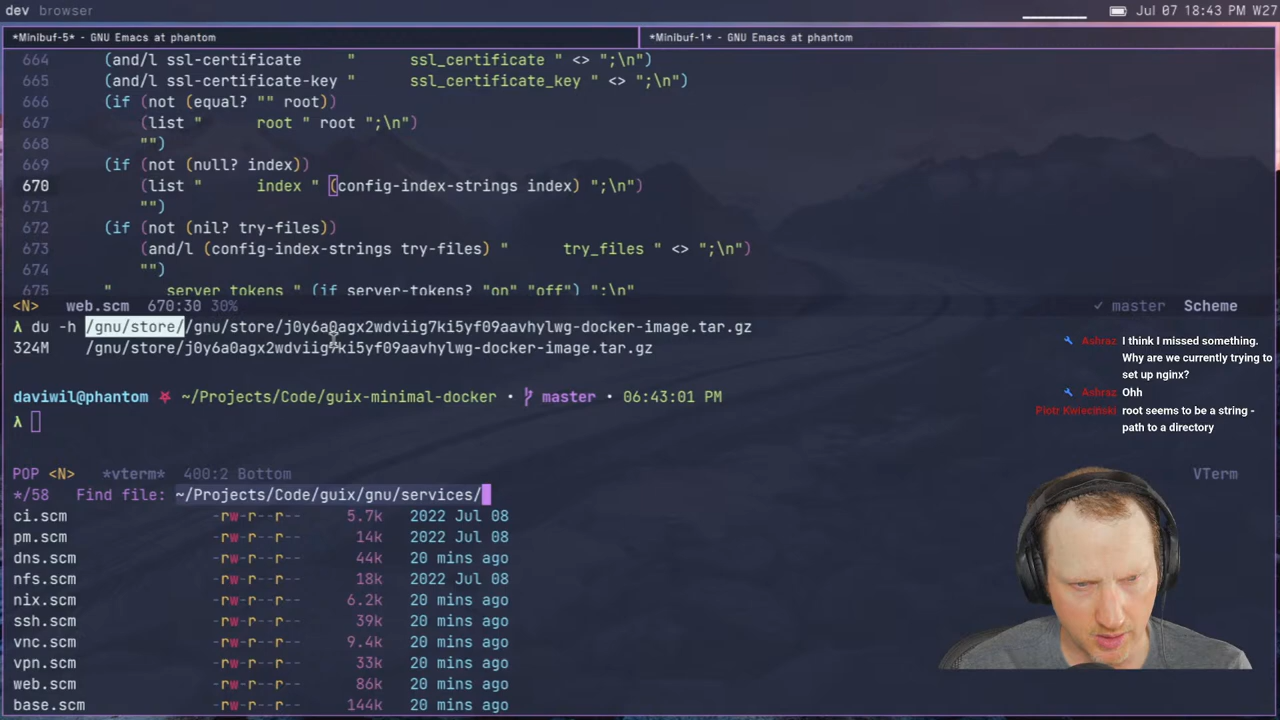 dev browser
Jul 07 18:43 PM W27
*Minibuf-5* - GNU Emacs at phantom
*Minibuf-1* - GNU Emacs at phantom
664 (and/l ssl-certificate "      ssl_certificate " <> ";\n")
665 (and/l ssl-certificate-key "      ssl_certificate_key " <> ";\n")
666 (if (not (equal? "" root))
667 (list "      root " root ";\n")
668 "")
669 (if (not (null? index))
670 (list "      index " (config-index-strings index) ";\n")
671 "")
672 (if (not (nil? try-files))
673 (and/l (config-index-strings try-files) "      try_files " <> ";\n")
674 "")
675 "      server_tokens " (if server-tokens? "on" "off") ";\n"
<N> web.scm 670:30 30% ✓ master Scheme
λ du -h /gnu/store//gnu/store/j0y6a0agx2wdviig7ki5yf09aavhylwg-docker-image.tar.gz
324M /gnu/store/j0y6a0agx2wdviig7ki5yf09aavhylwg-docker-image.tar.gz
daviwil@phantom ~/Projects/Code/guix-minimal-docker • master • 06:43:01 PM
λ
POP <N> *vterm* 400:2 Bottom VTerm
*/58 Find file: ~/Projects/Code/guix/gnu/services/
ci.scm -rw-r--r-- 5.7k 2022 Jul 08
pm.scm -rw-r--r-- 14k 2022 Jul 08
dns.scm -rw-r--r-- 44k 20 mins ago
nfs.scm -rw-r--r-- 18k 2022 Jul 08
nix.scm -rw-r--r-- 6.2k 20 mins ago
ssh.scm -rw-r--r-- 39k 20 mins ago
vnc.scm -rw-r--r-- 9.4k 20 mins ago
vpn.scm -rw-r--r-- 33k 20 mins ago
web.scm -rw-r--r-- 86k 20 mins ago
base.scm -rw-r--r-- 144k 20 mins ago
Ashraz I think I missed something.
Why are we currently trying to
set up nginx?
Ashraz Ohh
Piotr Kwiecinski root seems to be a string -
path to a directory